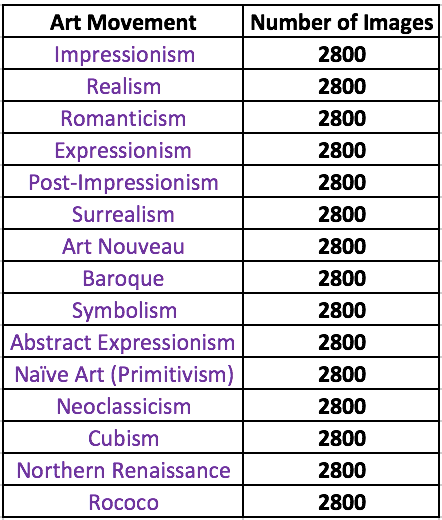 Art Movement Number of Images
Impressionism 2800
Realism 2800
Romanticism 2800
Expressionism 2800
Post-Impressionism 2800
Surrealism 2800
Art Nouveau 2800
Baroque 2800
Symbolism 2800
Abstract Expressionism 2800
Naïve Art (Primitivism) 2800
Neoclassicism 2800
Cubism 2800
Northern Renaissance 2800
Rococo 2800